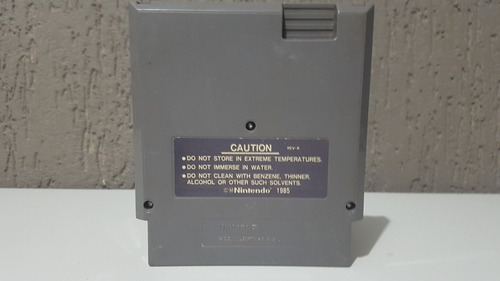 CAUTION REV-A
• DO NOT STORE IN EXTREME TEMPERATURES.
• DO NOT IMMERSE IN WATER.
• DO NOT CLEAN WITH BENZENE, THINNER,
ALCOHOL OR OTHER SUCH SOLVENTS.
©Nintendo 1985